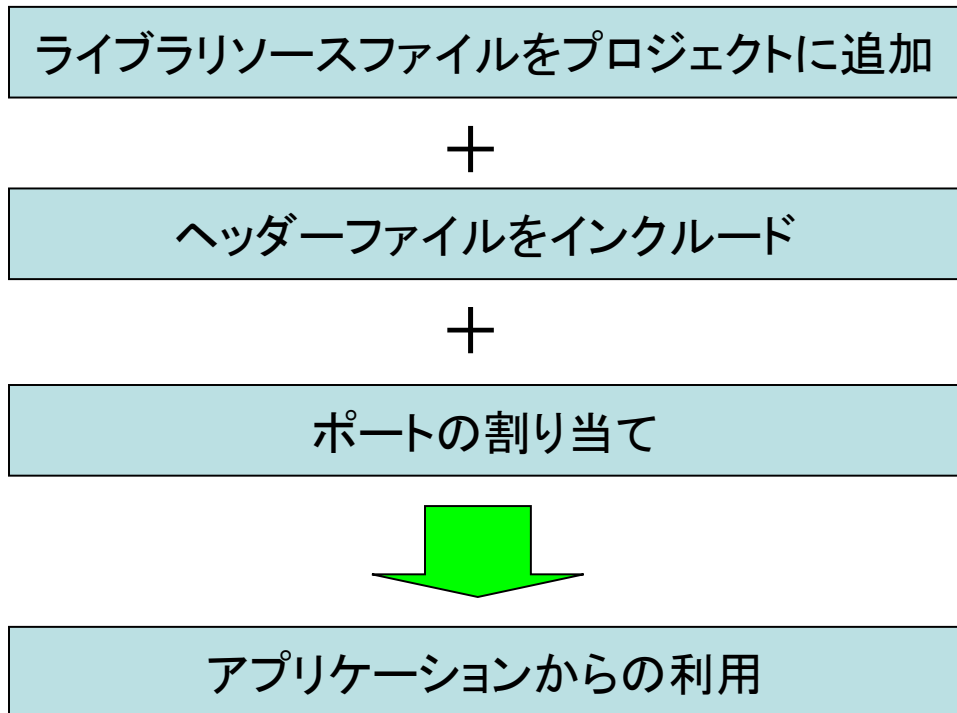 ライブラリソースファイルをプロジェクトに追加
＋
ヘッダーファイルをインクルード
＋
ポートの割り当て
アプリケーションからの利用